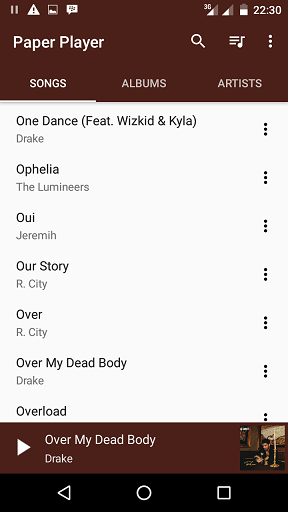 3G
22:30
Paper Player
SONGS ALBUMS ARTISTS
One Dance (Feat. Wizkid & Kyla)
Drake
Ophelia
The Lumineers
Oui
Jeremih
Our Story
R. City
Over
R. City
Over My Dead Body
Drake
Overload
Over My Dead Body
Drake